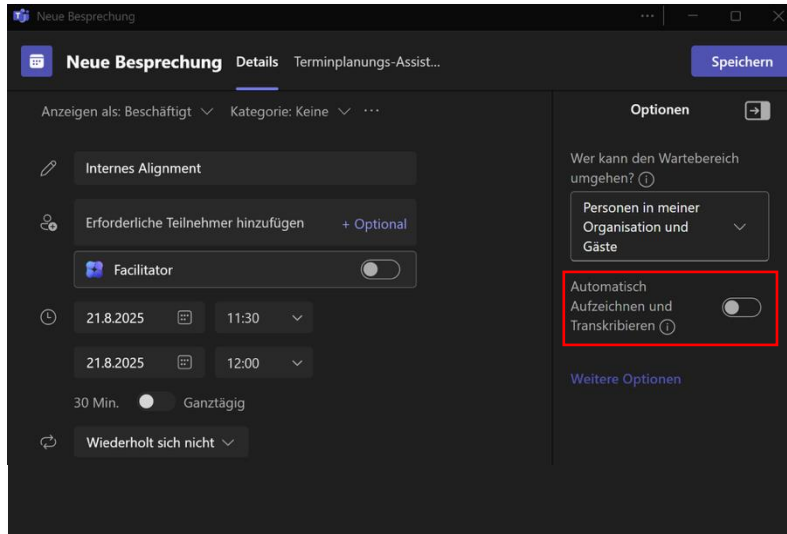 Neue Besprechung
Neue Besprechung Details Terminplanungs-Assist... Speichern
Anzeigen als: Beschäftigt Kategorie: Keine ...
Internes Alignment
Erforderliche Teilnehmer hinzufügen + Optional
Facilitator
21.8.2025 11:30
21.8.2025 12:00
30 Min. Ganztägig
Wiederholt sich nicht
Optionen
Wer kann den Wartebereich
umgehen?
Personen in meiner
Organisation und
Gäste
Automatisch
Aufzeichnen und
Transkribieren
Weitere Optionen